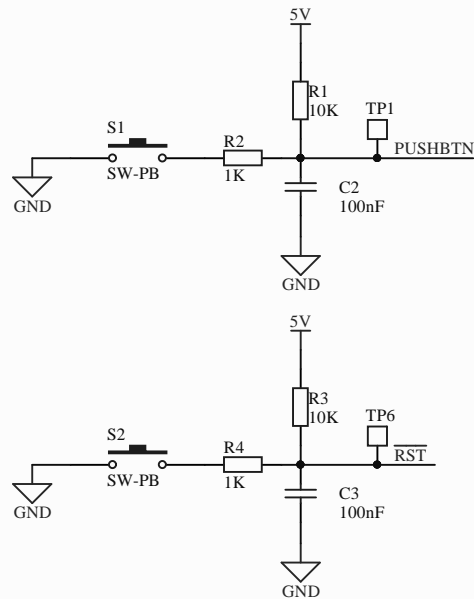 5V
R1
10K
TP1
S1
R2
PUSHBTN
SW-PB
1K
C2
100nF
GND
GND
5V
R3
10K
TP6
S2
R4
RST
SW-PB
1K
C3
100nF
GND
GND